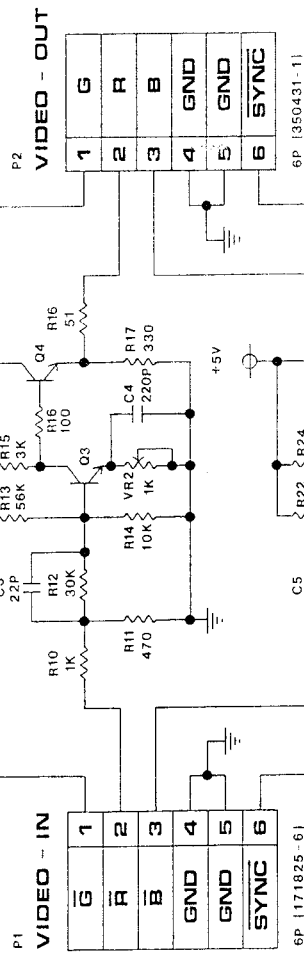 P1
VIDEO - IN
G̅ 1
R̅ 2
B̅ 3
GND 4
GND 5
S̅Y̅N̅C̅ 6
6P [171825-6]
22P
R13
56K
R15
3K
R10
1K
R12
30K
R11
470
R14
10K
Q3
VR2
1K
R16
100
Q4
C4
220P
R17
330
R16
51
+5V
C5
R22
R24
P2
VIDEO - OUT
1 G
2 R
3 B
4 GND
5 GND
6 S̅Y̅N̅C̅
6P [350431-1]